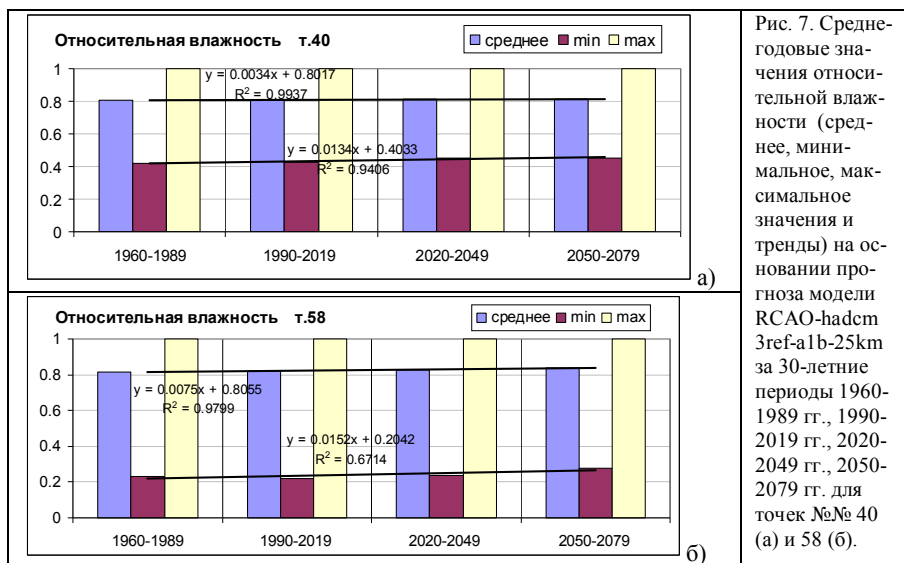 Относительная влажность т.40
среднее min max
y = 0.0034x + 0.8017
R² = 0.9937
y = 0.0134x + 0.4033
R² = 0.9406
1
0.8
0.6
0.4
0.2
0
1960-1989 1990-2019 2020-2049 2050-2079
а)
Относительная влажность т.58
среднее min max
y = 0.0075x + 0.8055
R² = 0.9799
y = 0.0152x + 0.2042
R² = 0.6714
1
0.8
0.6
0.4
0.2
0
1960-1989 1990-2019 2020-2049 2050-2079
б)
Рис. 7. Средне-
годовые зна-
чения относи-
тельной влаж-
ности (сред-
нее, мини-
мальное, мак-
симальное
значения и
тренды) на ос-
новании про-
гноза модели
RCAO-hadcm
3ref-a1b-25km
за 30-летние
периоды 1960-
1989 гг., 1990-
2019 гг., 2020-
2049 гг., 2050-
2079 гг. для
точек №№ 40
(а) и 58 (б).